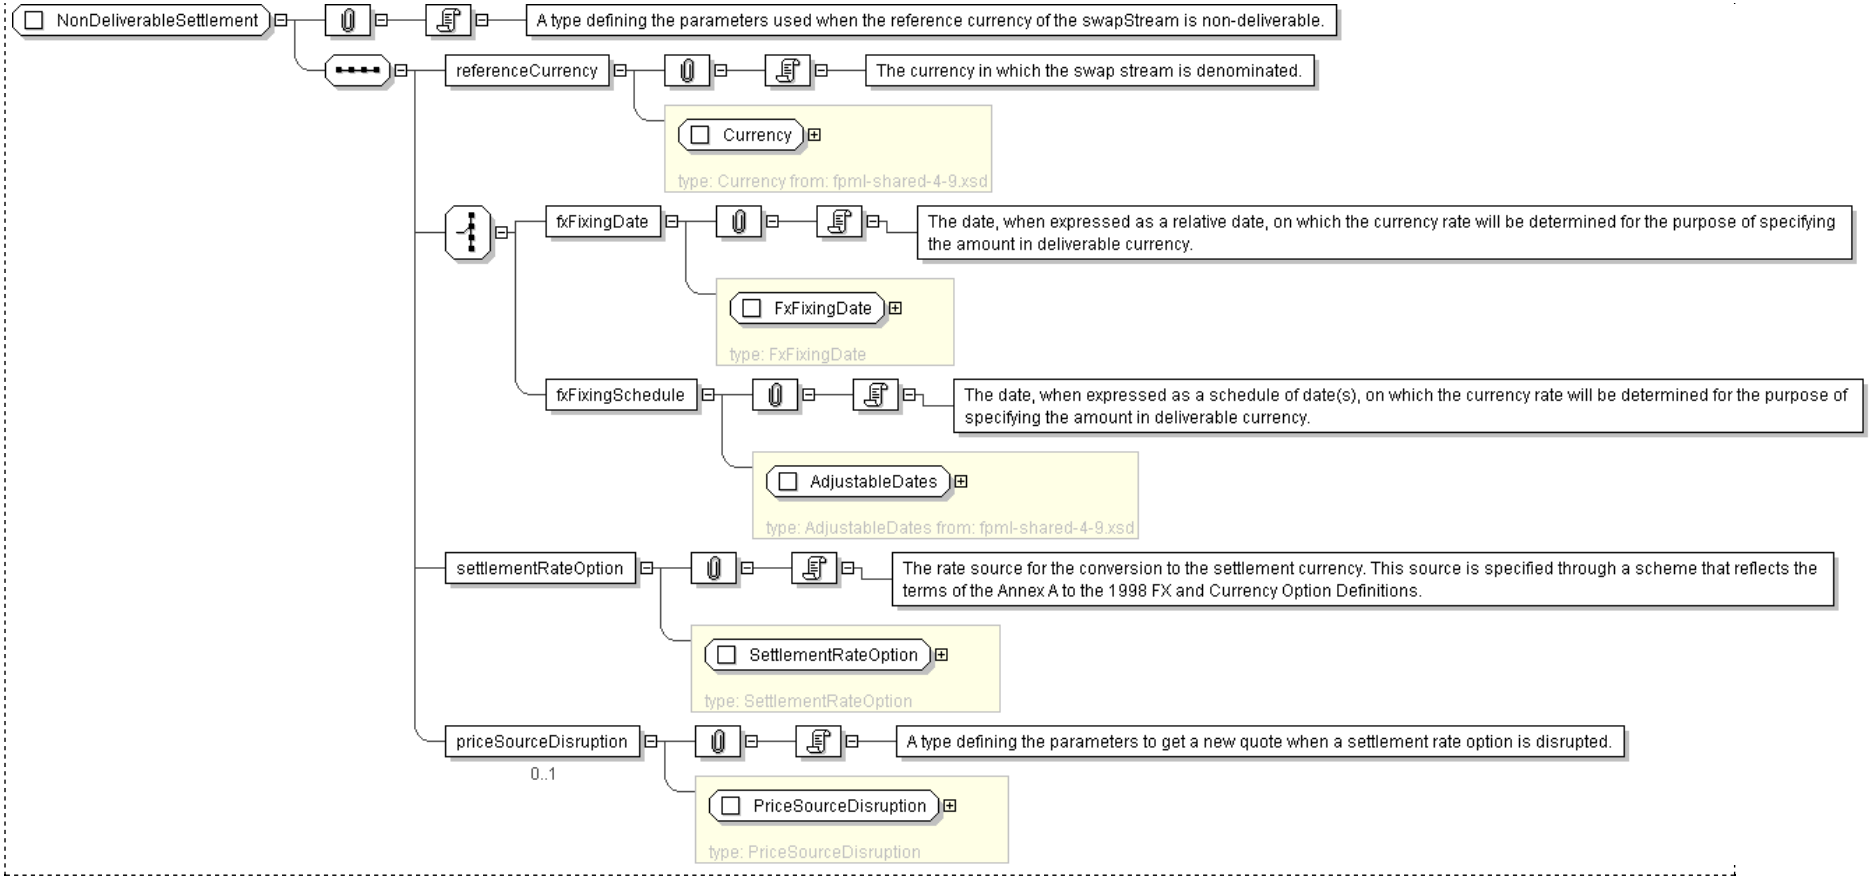 NonDeliverableSettlement
A type defining the parameters used when the reference currency of the swapStream is non-deliverable.
referenceCurrency
The currency in which the swap stream is denominated.
Currency
type: Currency from: fpml-shared-4-9.xsd
fxFixingDate
The date, when expressed as a relative date, on which the currency rate will be determined for the purpose of specifying
the amount in deliverable currency.
FxFixingDate
type: FxFixingDate
fxFixingSchedule
The date, when expressed as a schedule of date(s), on which the currency rate will be determined for the purpose of
specifying the amount in deliverable currency.
AdjustableDates
type: AdjustableDates from: fpml-shared-4-9.xsd
settlementRateOption
The rate source for the conversion to the settlement currency. This source is specified through a scheme that reflects the
terms of the Annex A to the 1998 FX and Currency Option Definitions.
SettlementRateOption
type: SettlementRateOption
priceSourceDisruption
A type defining the parameters to get a new quote when a settlement rate option is disrupted.
0..1
PriceSourceDisruption
type: PriceSourceDisruption